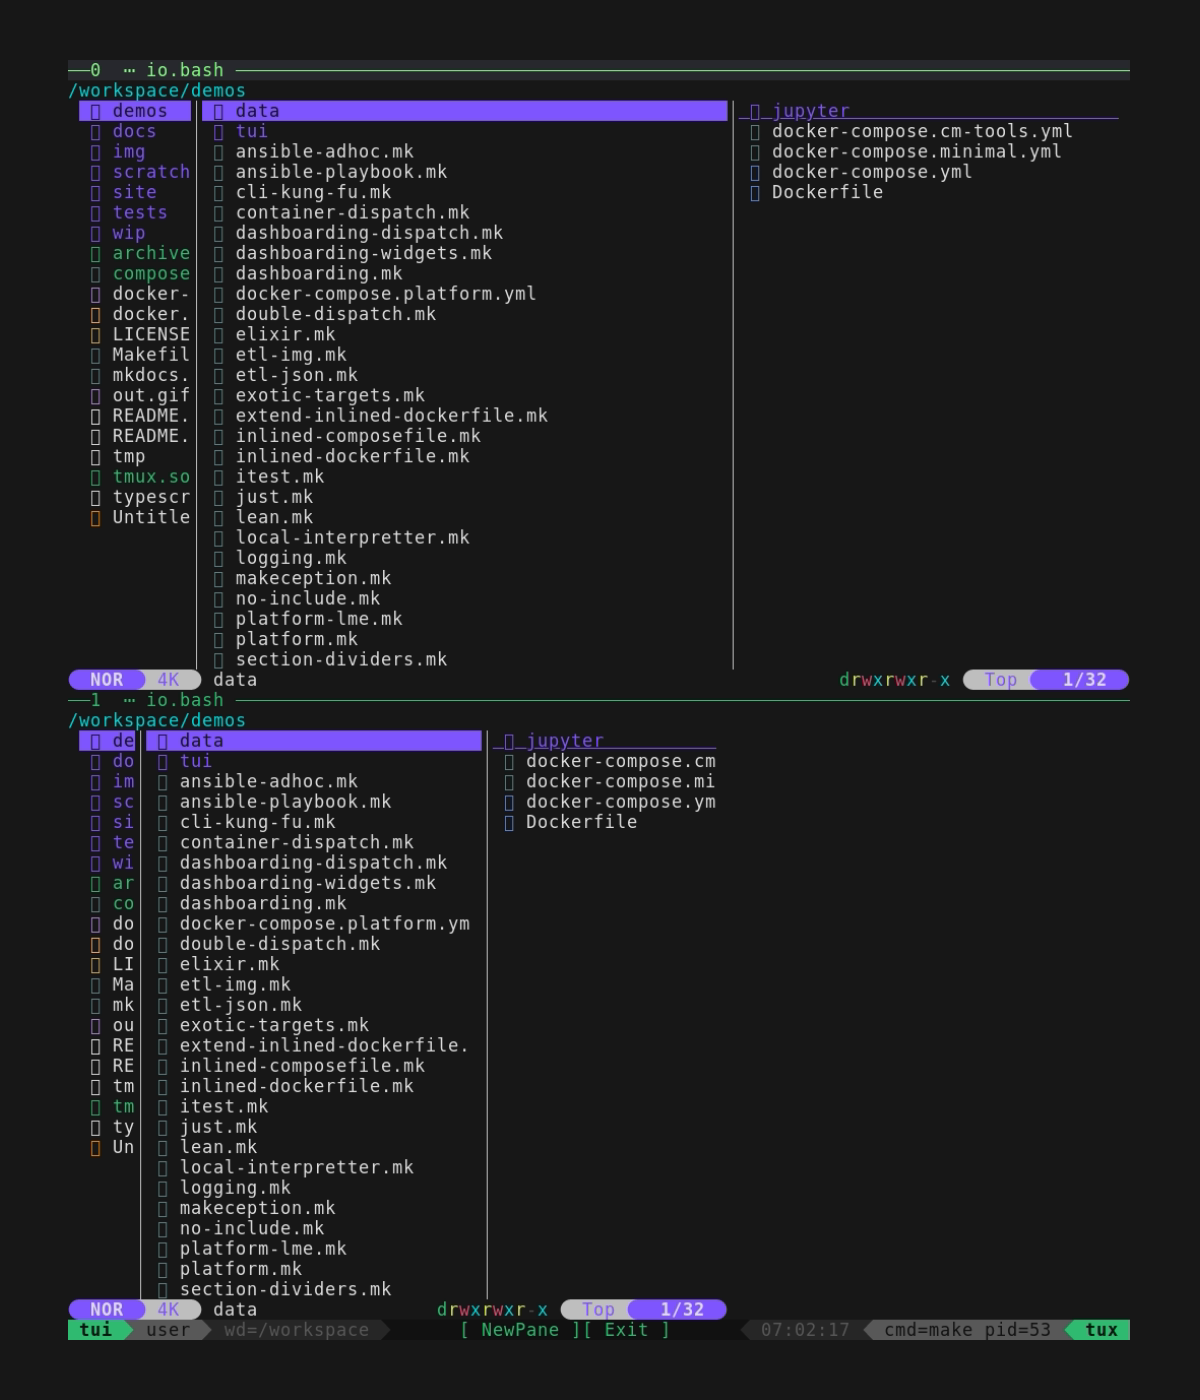 0 ⋯ io.bash
/workspace/demos
demos data jupyter
docs tui docker-compose.cm-tools.yml
img ansible-adhoc.mk docker-compose.minimal.yml
scratch ansible-playbook.mk docker-compose.yml
site cli-kung-fu.mk Dockerfile
tests container-dispatch.mk
wip dashboarding-dispatch.mk
archive dashboarding-widgets.mk
compose dashboarding.mk
docker- docker-compose.platform.yml
docker. double-dispatch.mk
LICENSE elixir.mk
Makefil etl-img.mk
mkdocs. etl-json.mk
out.gif exotic-targets.mk
README. extend-inlined-dockerfile.mk
README. inlined-composefile.mk
tmp inlined-dockerfile.mk
tmux.so itest.mk
typescr just.mk
Untitle lean.mk
local-interpretter.mk
logging.mk
makeception.mk
no-include.mk
platform-lme.mk
platform.mk
section-dividers.mk
NOR 4K data drwxrwxr-x Top 1/32
1 ⋯ io.bash
/workspace/demos
de data jupyter
do tui docker-compose.cm
im ansible-adhoc.mk docker-compose.mi
sc ansible-playbook.mk docker-compose.ym
si cli-kung-fu.mk Dockerfile
te container-dispatch.mk
wi dashboarding-dispatch.mk
ar dashboarding-widgets.mk
co dashboarding.mk
do docker-compose.platform.ym
do double-dispatch.mk
LI elixir.mk
Ma etl-img.mk
mk etl-json.mk
ou exotic-targets.mk
RE extend-inlined-dockerfile.
RE inlined-composefile.mk
tm inlined-dockerfile.mk
tm itest.mk
ty just.mk
Un lean.mk
local-interpretter.mk
logging.mk
makeception.mk
no-include.mk
platform-lme.mk
platform.mk
section-dividers.mk
NOR 4K data drwxrwxr-x Top 1/32
tui user wd=/workspace [ NewPane ][ Exit ] 07:02:17 cmd=make pid=53 tux